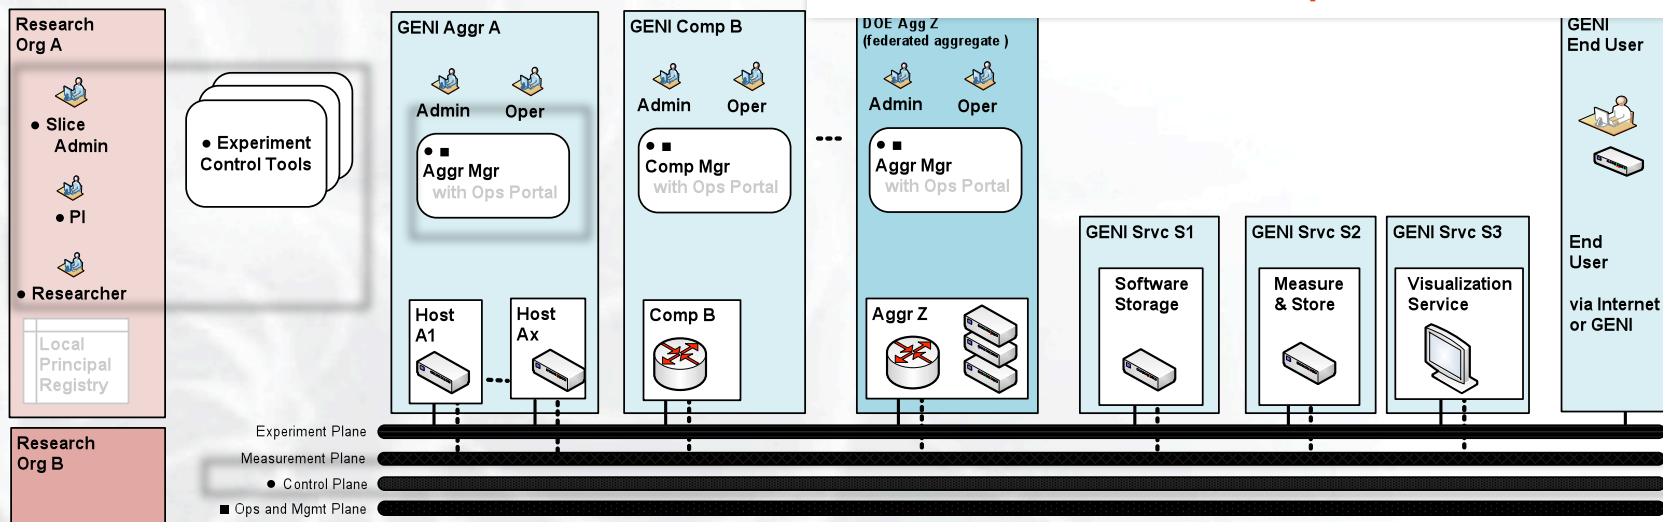 Research
Org A
● Slice
Admin
● PI
● Researcher
Local
Principal
Registry
Research
Org B
● Experiment
Control Tools
GENI Aggr A
Admin
Oper
● ■
Aggr Mgr
with Ops Portal
Host
A1
Host
Ax
GENI Comp B
Admin
Oper
● ■
Comp Mgr
with Ops Portal
Comp B
DOE Agg Z
(federated aggregate )
Admin
Oper
● ■
Aggr Mgr
with Ops Portal
Aggr Z
GENI Srvc S1
Software
Storage
GENI Srvc S2
Measure
& Store
GENI Srvc S3
Visualization
Service
GENI
End User
End
User
via Internet
or GENI
Experiment Plane
Measurement Plane
● Control Plane
■ Ops and Mgmt Plane